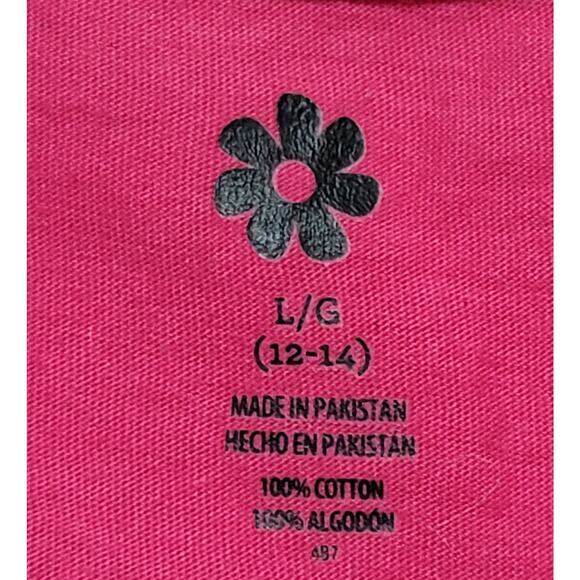 L/G
(12-14)
MADE IN PAKISTAN
HECHO EN PAKISTAN
100% COTTON
100% ALGODÓN
487